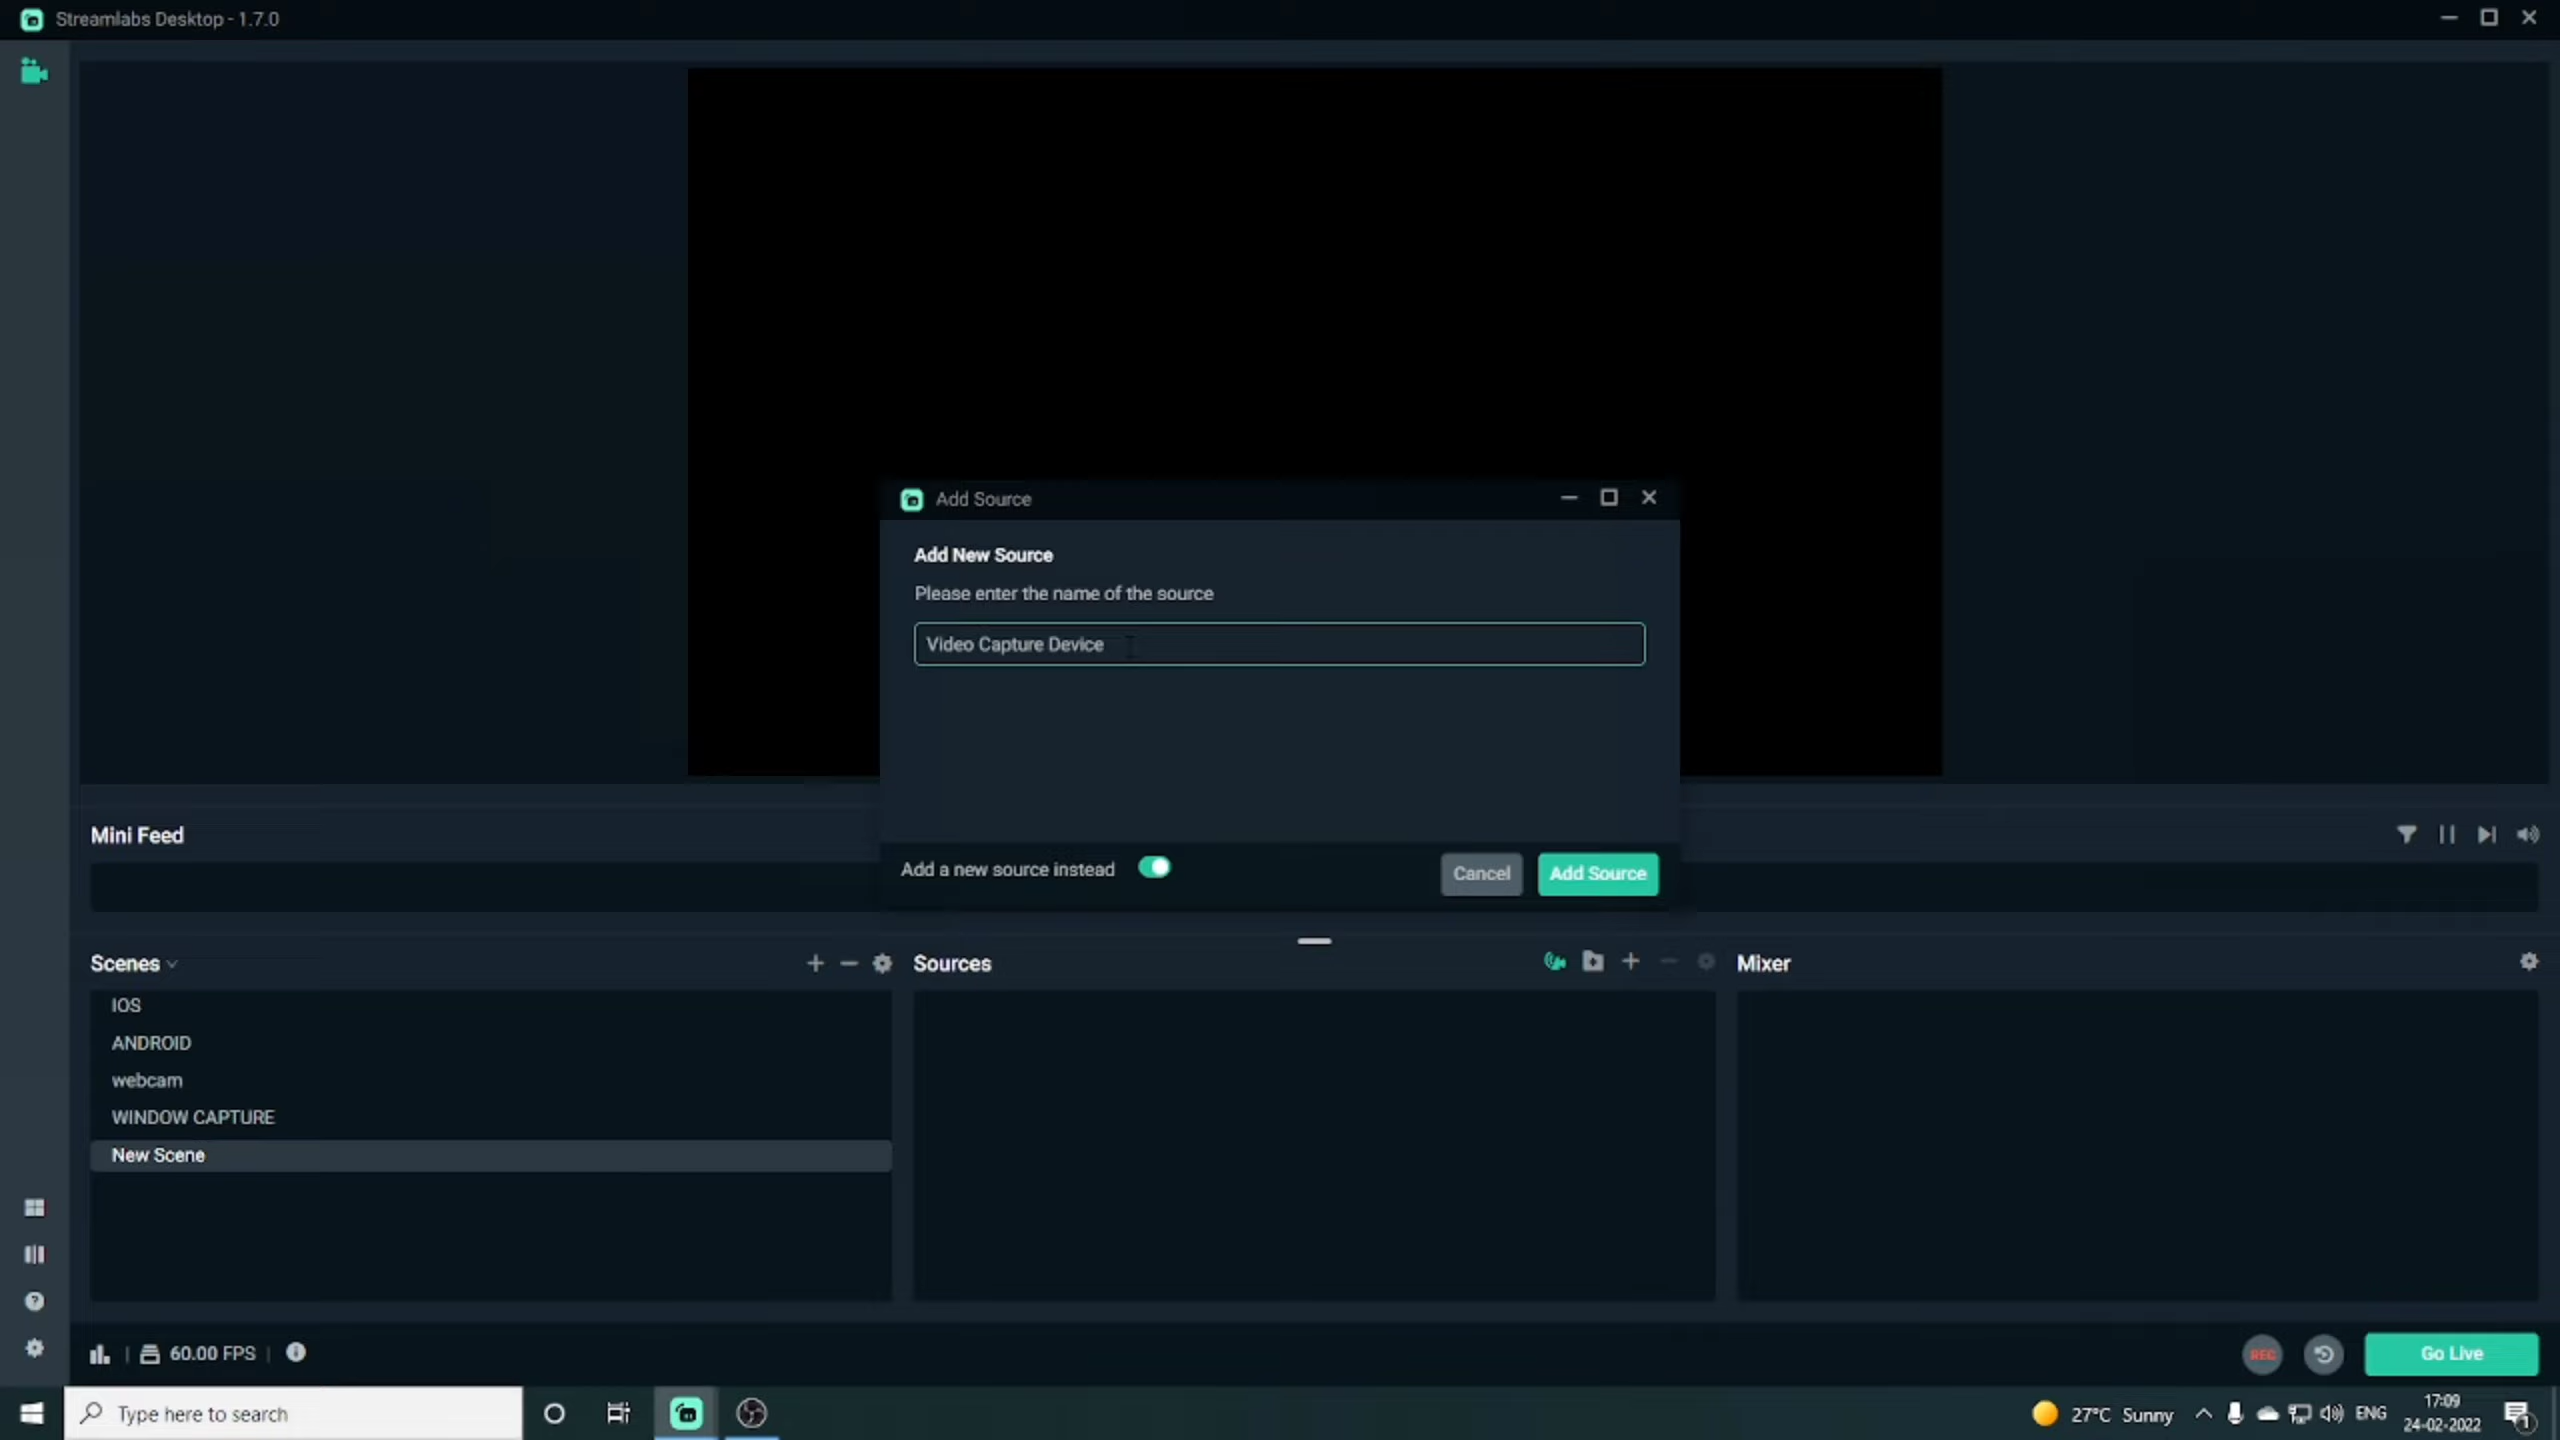 Streamlabs Desktop - 1.7.0
Add Source
Add New Source
Please enter the name of the source
Video Capture Device
Add a new source instead
Cancel
Add Source
Mini Feed
Scenes
Sources
Mixer
IOS
ANDROID
webcam
WINDOW CAPTURE
New Scene
60.00 FPS
REC
Go Live
Type here to search
27°C Sunny
ENG
17:09
24-02-2022
1